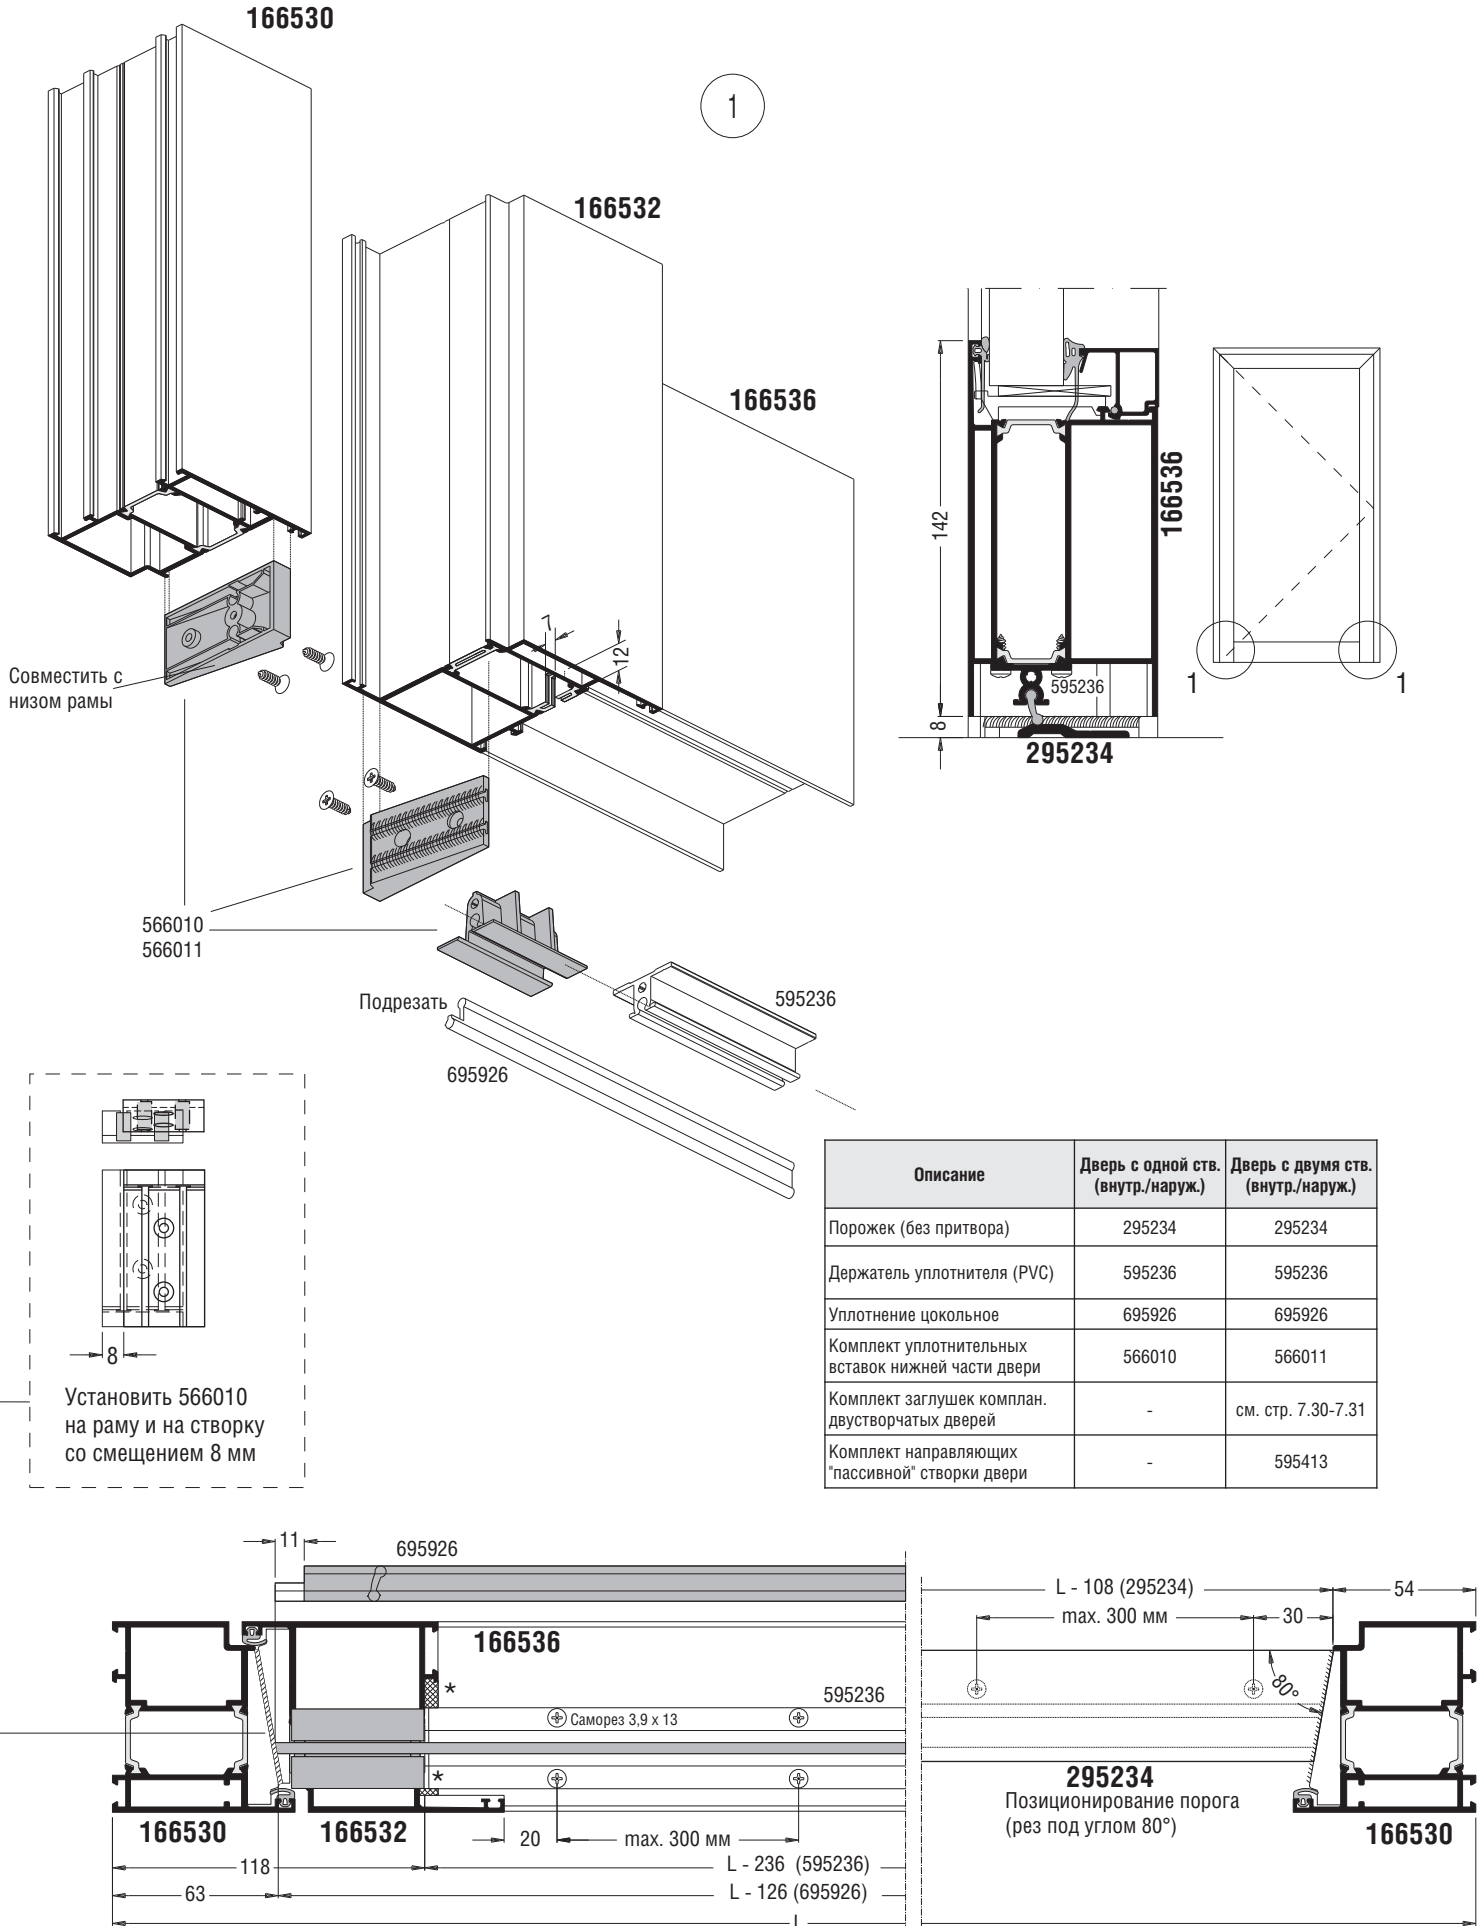 166530
1
166532
166536
7
12
Совместить с
низом рамы
566010
566011
Подрезать
595236
695926
142
8
166536
595236
295234
1
1
8
Установить 566010
на раму и на створку
со смещением 8 мм
Описание
Дверь с одной ств.
(внутр./наруж.)
Дверь с двумя ств.
(внутр./наруж.)
Порожек (без притвора)
295234
295234
Держатель уплотнителя (PVC)
595236
595236
Уплотнение цокольное
695926
695926
Комплект уплотнительных
вставок нижней части двери
566010
566011
Комплект заглушек комплан.
двустворчатых дверей
-
см. стр. 7.30-7.31
Комплект направляющих
"пассивной" створки двери
-
595413
11
695926
L - 108 (295234)
54
max. 300 мм
30
166536
*
595236
80°
Саморез 3,9 x 13
*
295234
Позиционирование порога
(рез под углом 80°)
166530
166532
166530
20
max. 300 мм
118
L - 236 (595236)
63
L - 126 (695926)
L